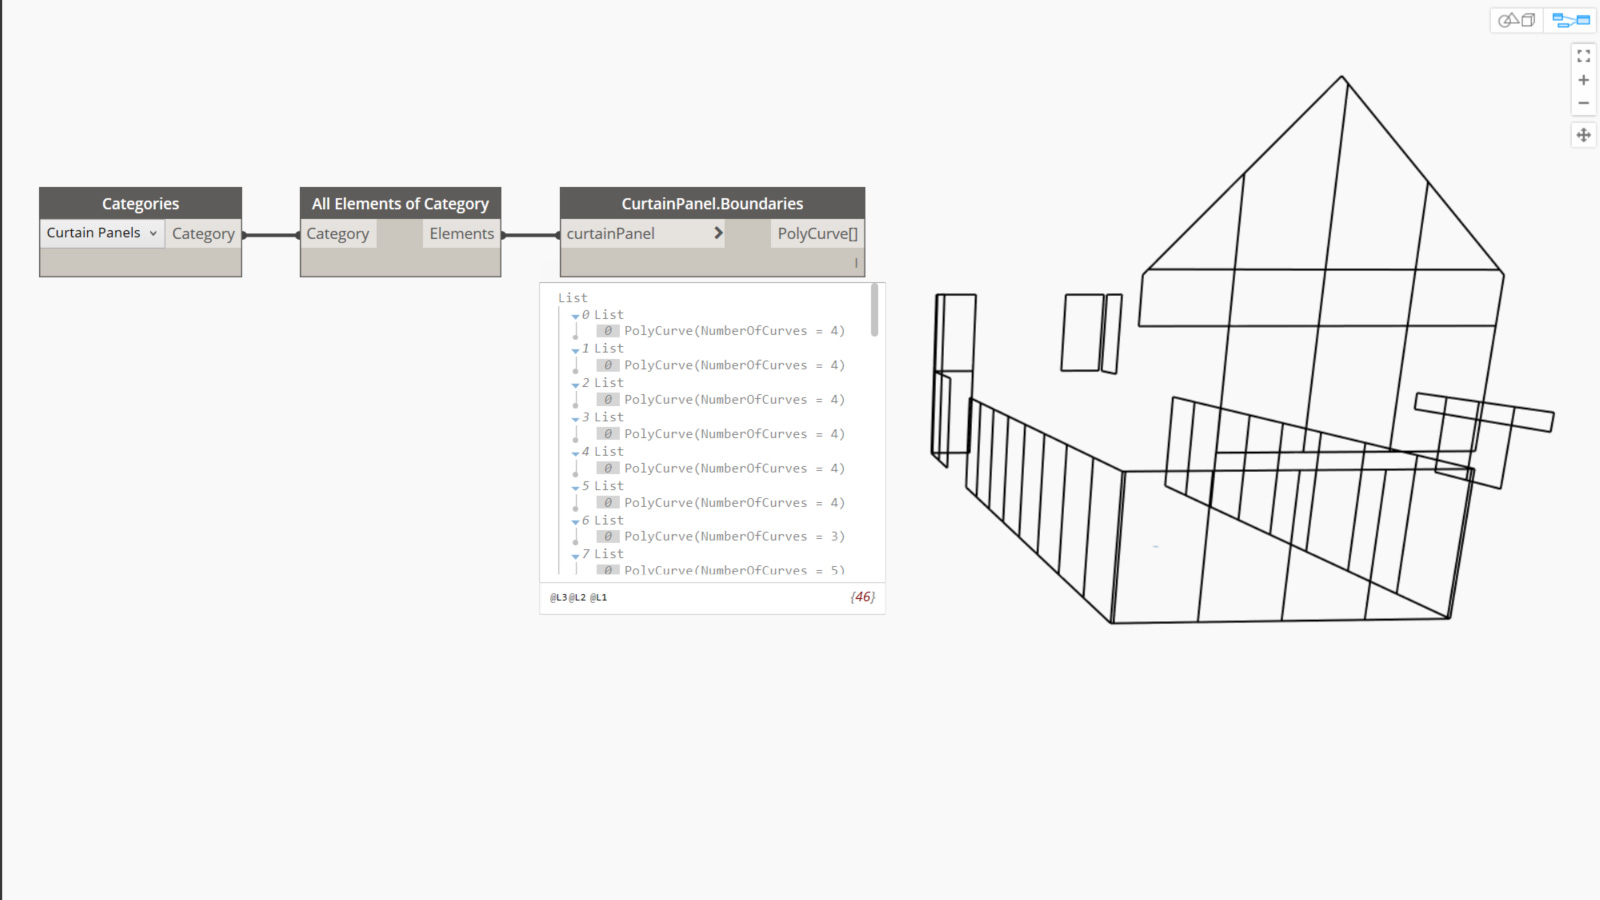 Categories
Curtain Panels Category
All Elements of Category
Category Elements
CurtainPanel.Boundaries
curtainPanel PolyCurve[]
List
0 List
0 PolyCurve(NumberOfCurves = 4)
1 List
0 PolyCurve(NumberOfCurves = 4)
2 List
0 PolyCurve(NumberOfCurves = 4)
3 List
0 PolyCurve(NumberOfCurves = 4)
4 List
0 PolyCurve(NumberOfCurves = 4)
5 List
0 PolyCurve(NumberOfCurves = 4)
6 List
0 PolyCurve(NumberOfCurves = 3)
7 List
0 PolyCurve(NumberOfCurves = 5)
@L3 @L2 @L1 {46}